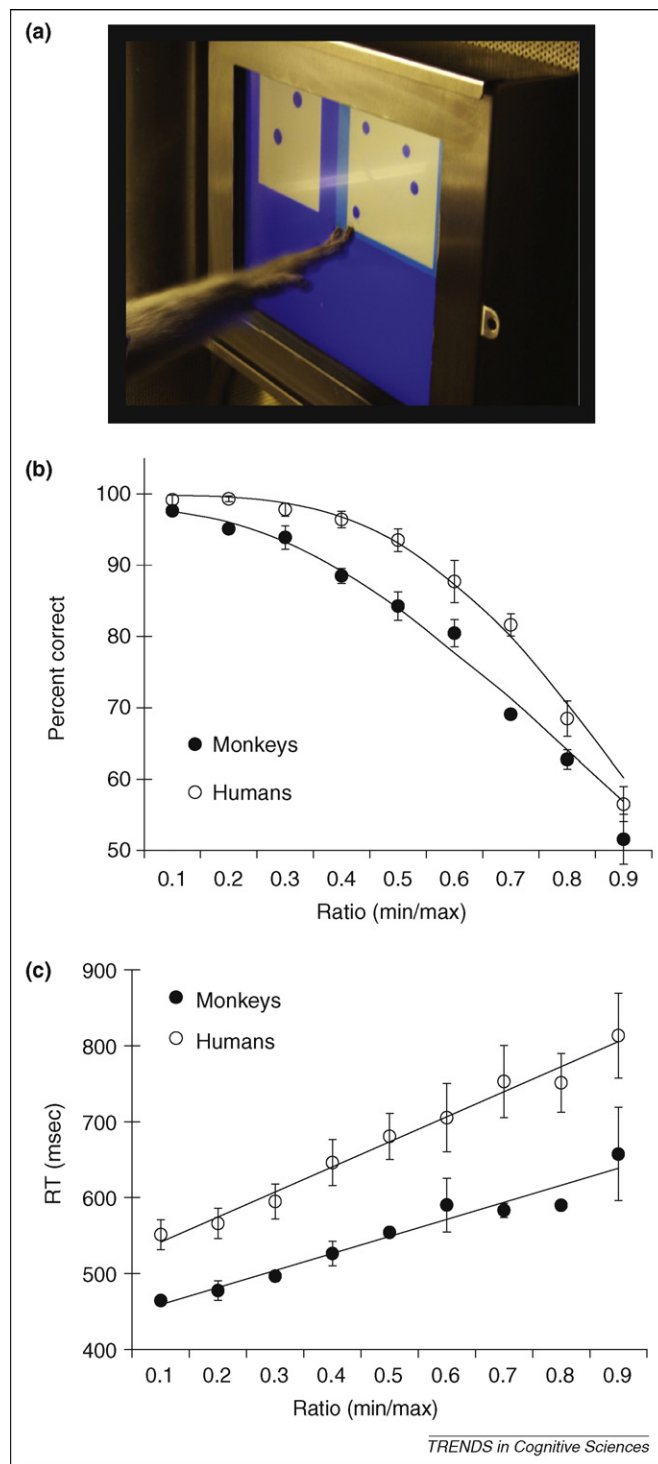 (a)
(b)
100
90
80
70
60
50
Percent correct
Monkeys
Humans
0.1 0.2 0.3 0.4 0.5 0.6 0.7 0.8 0.9
Ratio (min/max)
(c)
900
800
700
600
500
400
RT (msec)
Monkeys
Humans
0.1 0.2 0.3 0.4 0.5 0.6 0.7 0.8 0.9
Ratio (min/max)
TRENDS in Cognitive Sciences